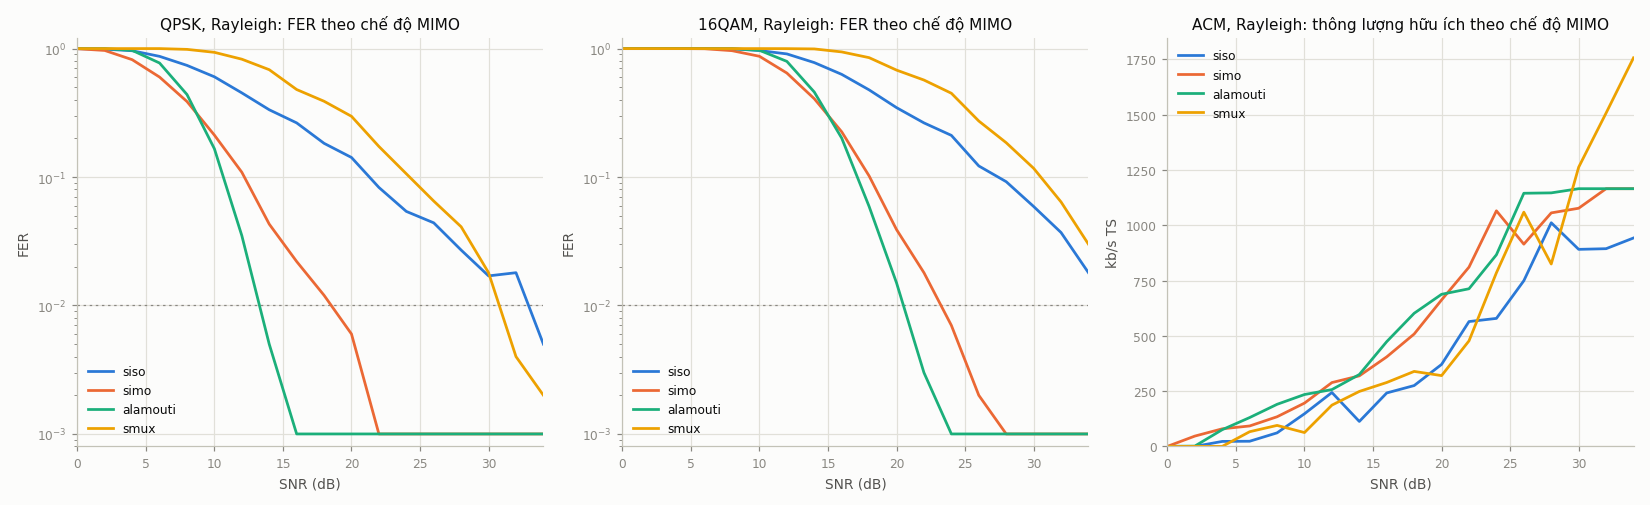 QPSK, Rayleigh: FER theo chế độ MIMO
10⁰
10⁻¹
10⁻²
10⁻³
FER
siso
simo
alamouti
smux
0 5 10 15 20 25 30
SNR (dB)
16QAM, Rayleigh: FER theo chế độ MIMO
10⁰
10⁻¹
10⁻²
10⁻³
FER
siso
simo
alamouti
smux
0 5 10 15 20 25 30
SNR (dB)
ACM, Rayleigh: thông lượng hữu ích theo chế độ MIMO
1750
1500
1250
1000
750
500
250
0
kb/s TS
siso
simo
alamouti
smux
0 5 10 15 20 25 30
SNR (dB)